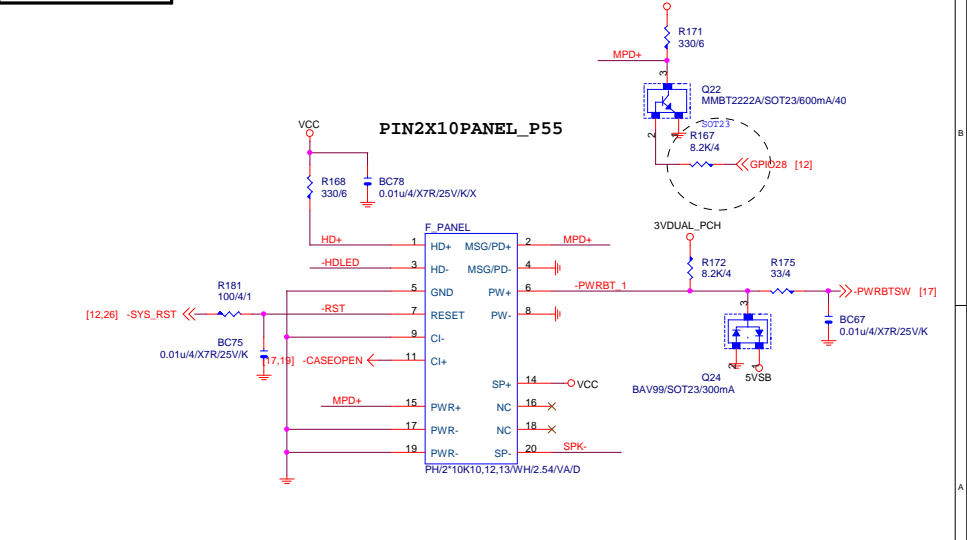 R171
330/6
MPD+
3
Q22
MMBT2222A/SOT23/600mA/40
SOT23
2
1
R167
8.2K/4
GPIO28 [12]
B
PIN2X10PANEL_P55
VCC
R168
330/6
BC78
0.01u/4/X7R/25V/K/X
3VDUAL_PCH
R172
8.2K/4
R175
33/4
F_PANEL
HD+ 1 HD+ MSG/PD+ 2 MPD+
-HDLED 3 HD- MSG/PD- 4
5 GND PW+ 6 -PWRBT_1
-PWRBTSW [17]
R181
100/4/1
[12,26] -SYS_RST
-RST 7 RESET PW- 8
3
BC67
0.01u/4/X7R/25V/K
9 CI-
BC75
0.01u/4/X7R/25V/K
[17,19] -CASEOPEN 11 CI+
2
1
Q24
5VSB
BAV99/SOT23/300mA
SP+ 14 VCC
MPD+ 15 PWR+ NC 16
17 PWR- NC 18
19 PWR- SP- 20 SPK-
PH/2*10K10,12,13/WH/2.54/VA/D
A